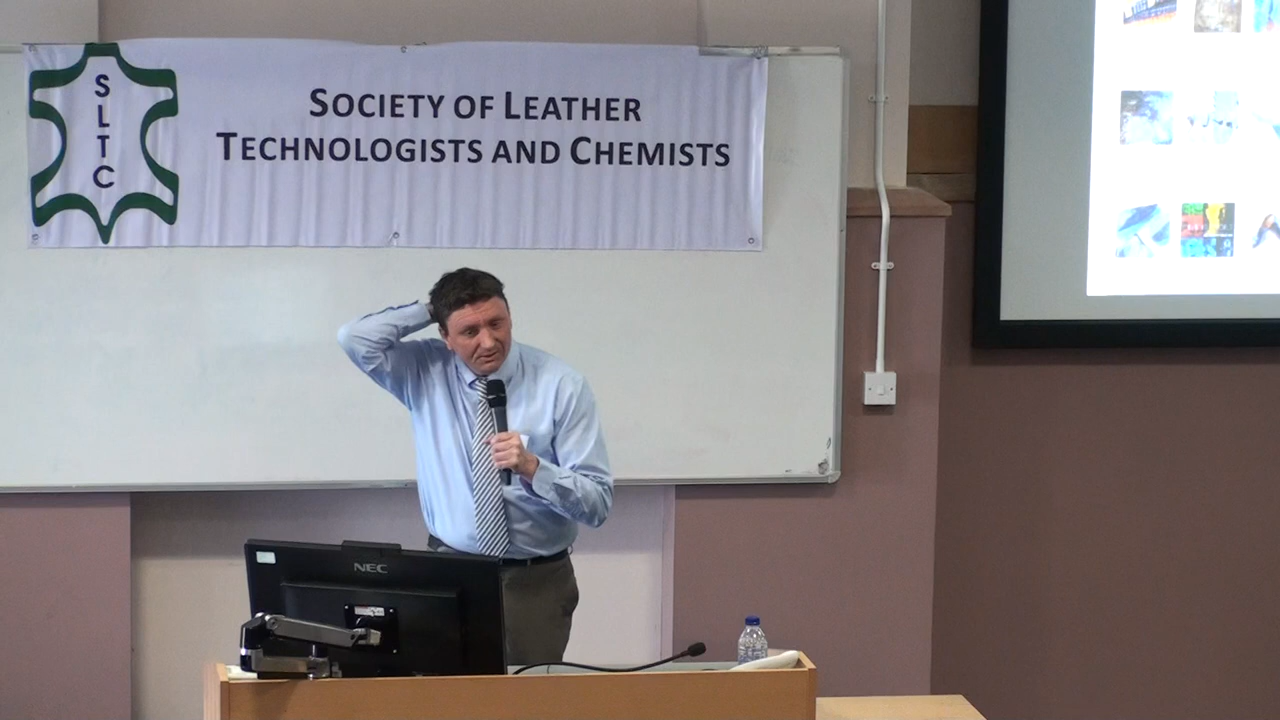 S
L
T
C
SOCIETY OF LEATHER
TECHNOLOGISTS AND CHEMISTS
NEC